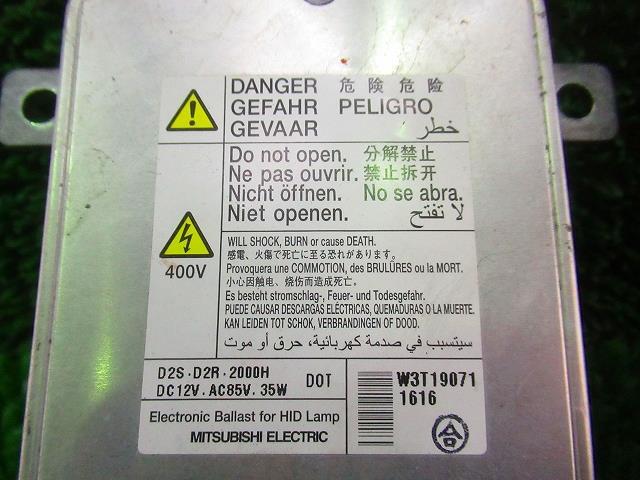 DANGER 危険 危险
GEFAHR PELIGRO
GEVAAR خطر
Do not open. 分解禁止
Ne pas ouvrir. 禁止拆开
Nicht öffnen. No se abra.
Niet openen. لا تفتح
400V
WILL SHOCK, BURN or cause DEATH.
感電、火傷で死亡に至る恐れがあります。
Provoquera une COMMOTION, des BRULÜRES ou la MORT.
小心因触电、烧伤而造成死亡。
Es besteht stromschlag-, Feuer- und Todesgefahr.
PUEDE CAUSAR DESCARGAS ELÉCTRICAS, QUEMADURAS O LA MUERTE.
KAN LEIDEN TOT SCHOK, VERBRANDINGEN OF DOOD.
سيتسبب في صدمة كهربائية، حرق أو موت
D2S・D2R・2000H
DC12V. AC85V. 35W DOT
W3T19071
1616
Electronic Ballast for HID Lamp
MITSUBISHI ELECTRIC
合